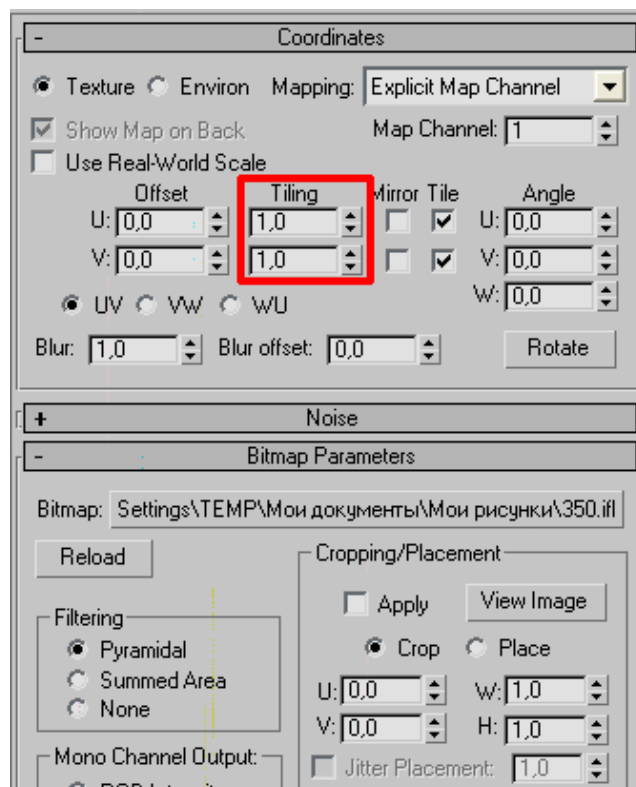 - Coordinates
Texture Environ Mapping: Explicit Map Channel
Show Map on Back Map Channel: 1
Use Real-World Scale
Offset Tiling Mirror Tile Angle
U: 0,0 1,0 U: 0,0
V: 0,0 1,0 V: 0,0
W: 0,0
UV VW WU
Blur: 1,0 Blur offset: 0,0 Rotate
+ Noise
- Bitmap Parameters
Bitmap: Settings\TEMP\Мои документы\Мои рисунки\350.ifl
Reload Cropping/Placement
Apply View Image
Filtering
Pyramidal Crop Place
Summed Area U: 0,0 W: 1,0
None V: 0,0 H: 1,0
Mono Channel Output: Jitter Placement: 1,0